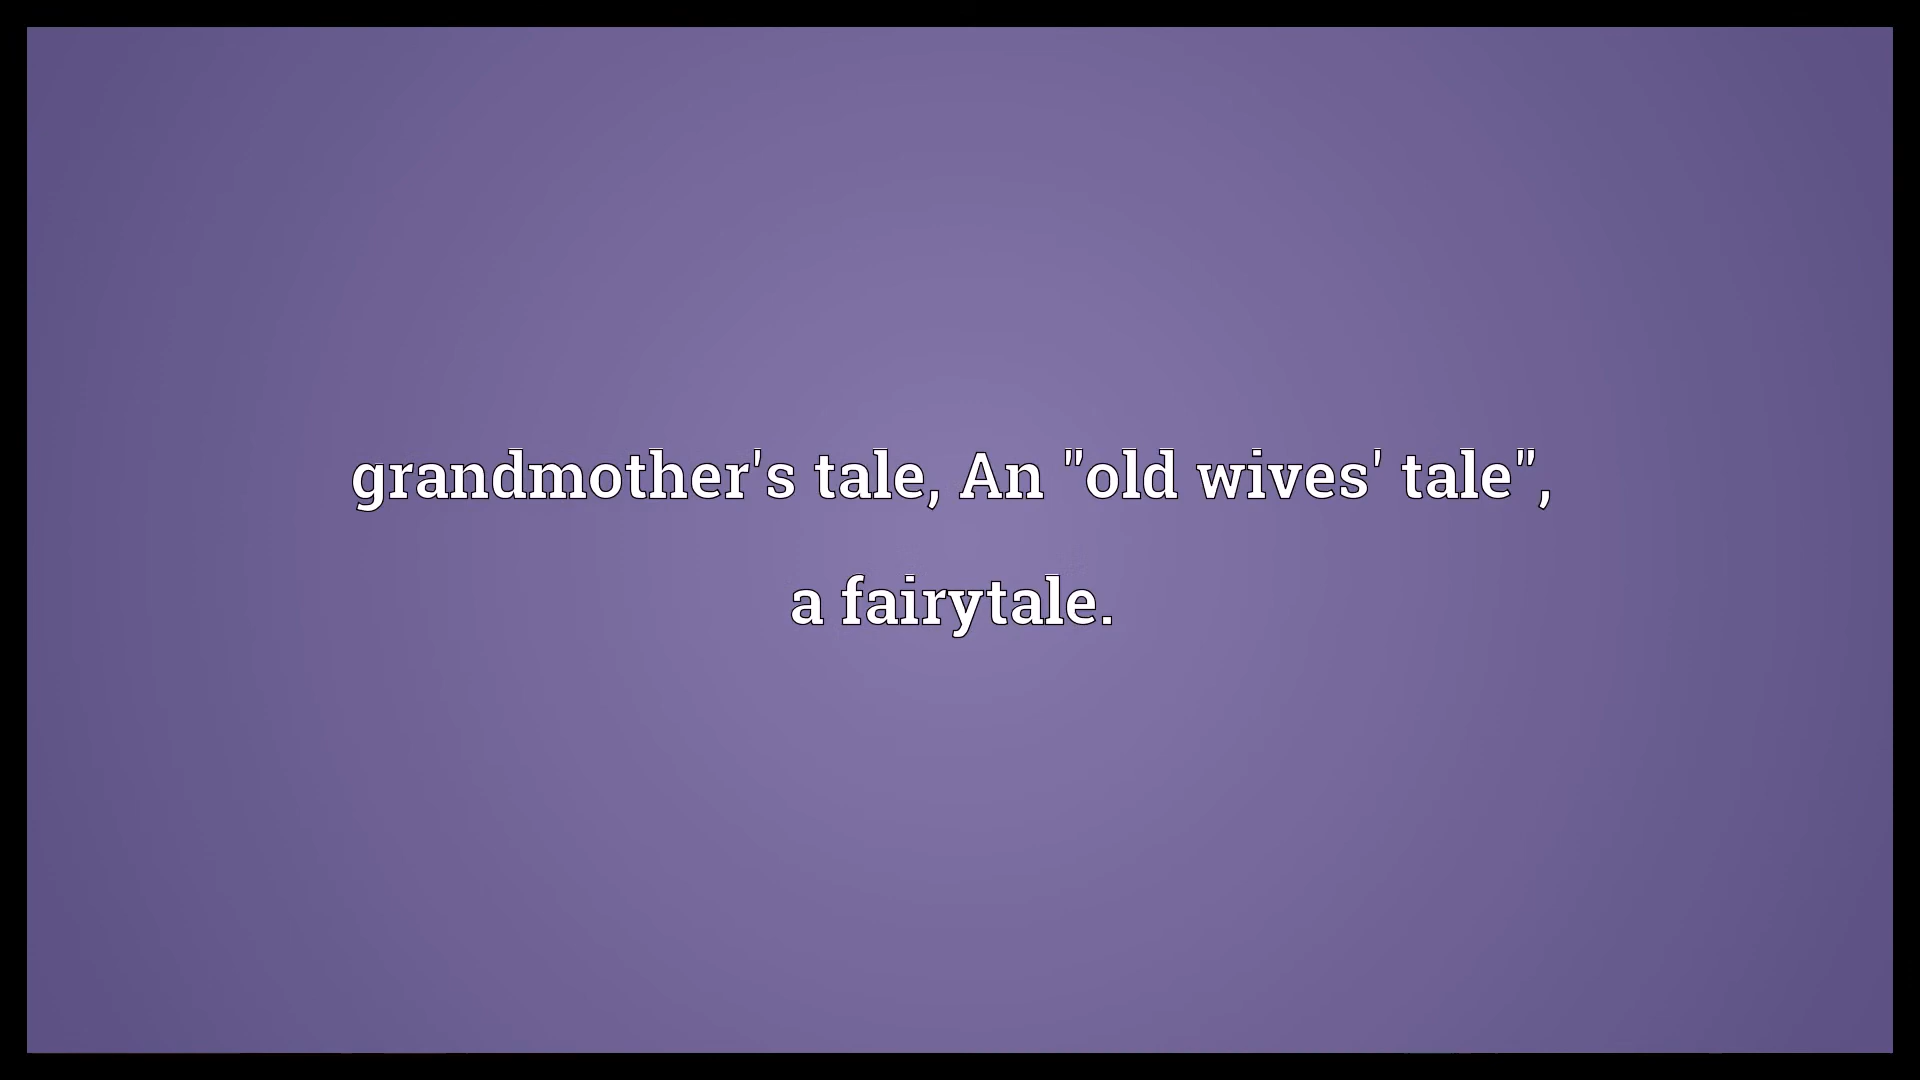 grandmother's tale, An "old wives' tale",
a fairytale.